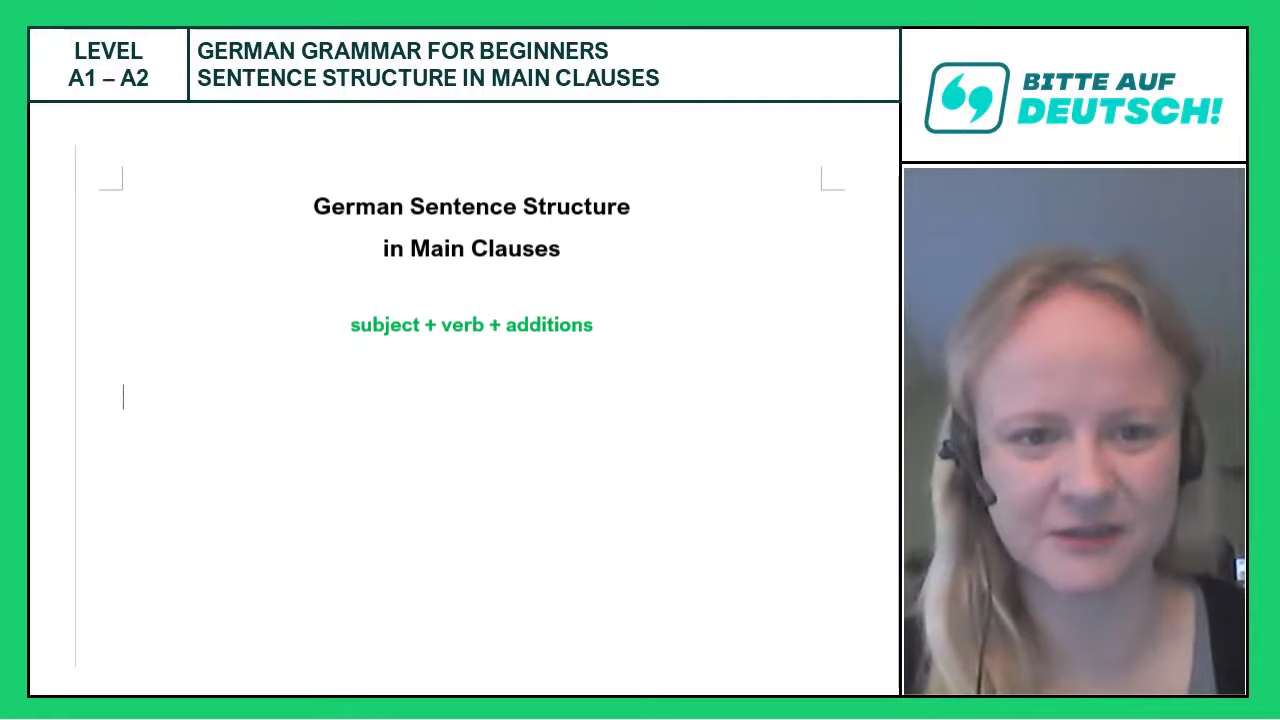 LEVEL
A1 – A2
GERMAN GRAMMAR FOR BEGINNERS
SENTENCE STRUCTURE IN MAIN CLAUSES
BITTE AUF
DEUTSCH!
German Sentence Structure
in Main Clauses
subject + verb + additions